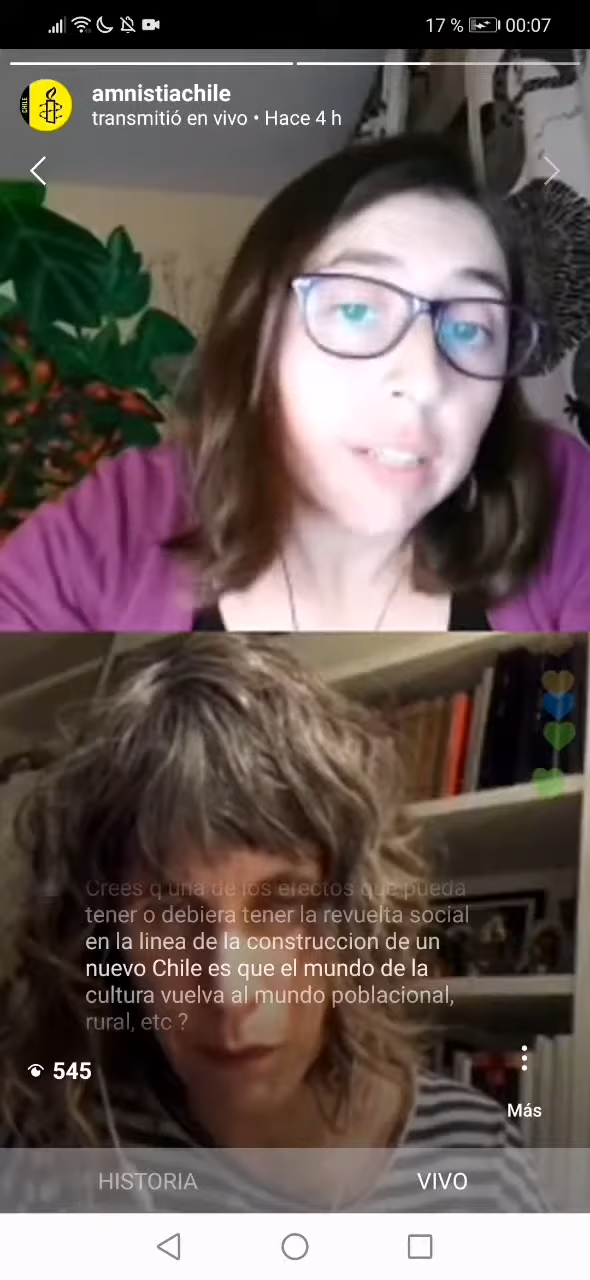 17 % 00:07
CHILE
amnistiachile
transmitió en vivo • Hace 4 h
Crees q una de los efectos que pueda
tener o debiera tener la revuelta social
en la linea de la construccion de un
nuevo Chile es que el mundo de la
cultura vuelva al mundo poblacional,
rural, etc ?
545
Más
HISTORIA
VIVO